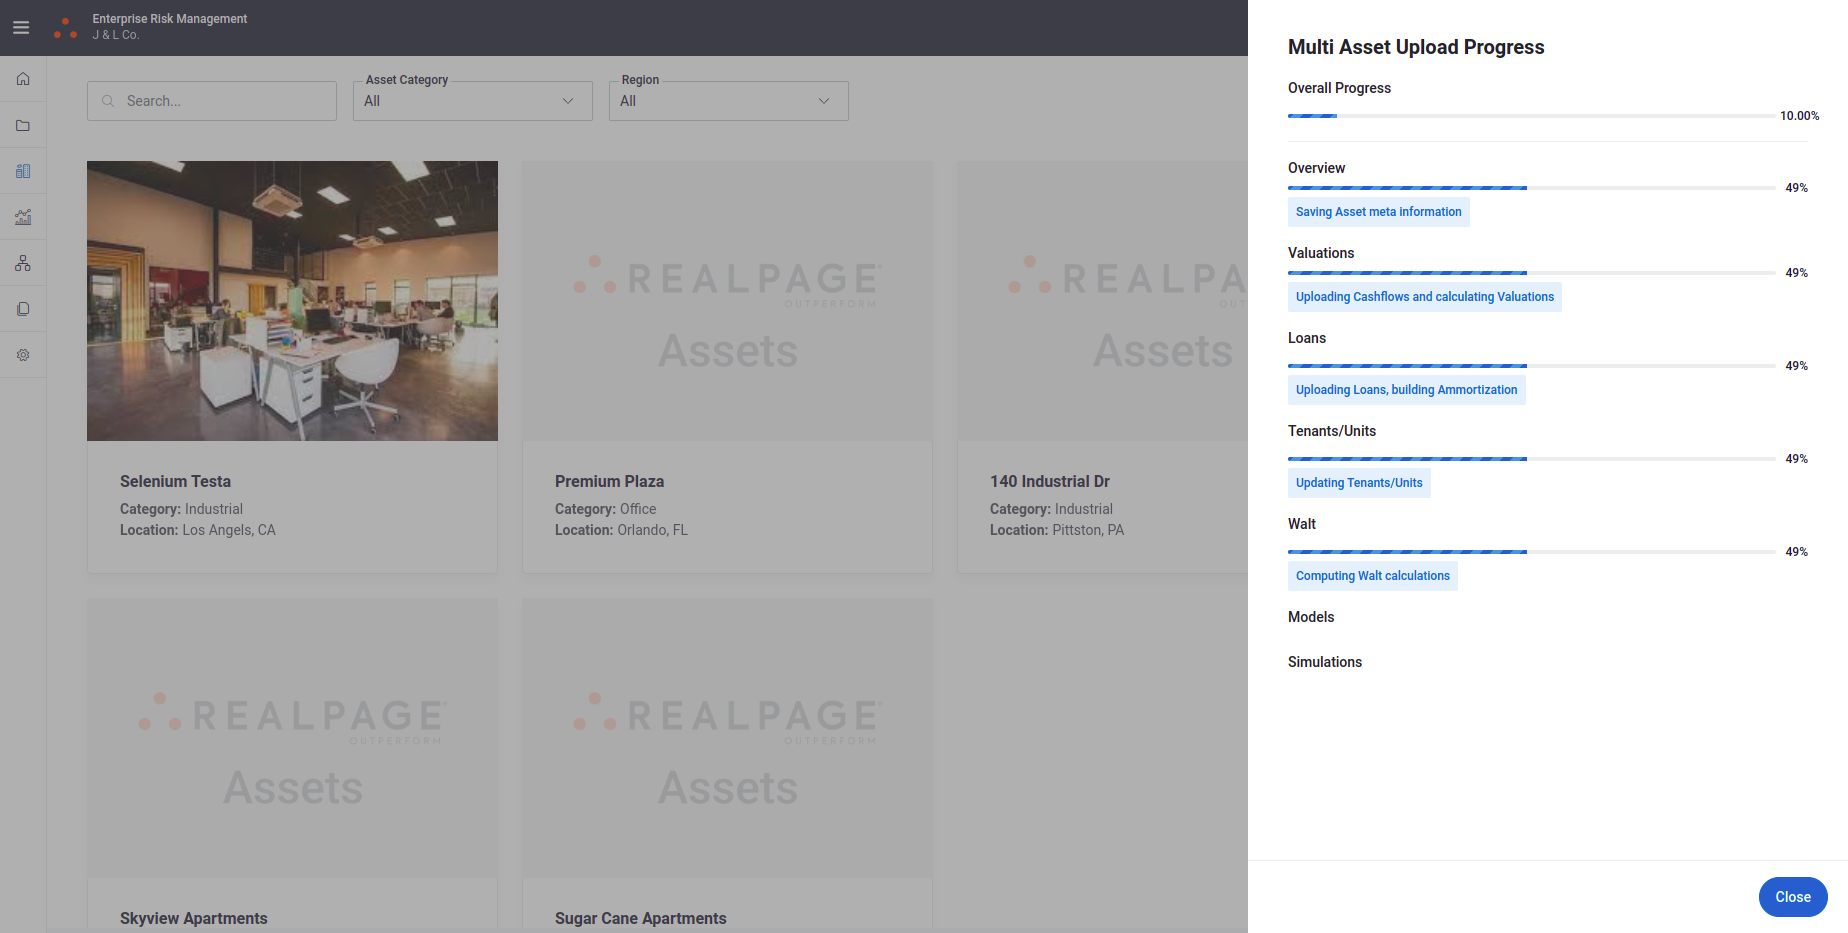 Enterprise Risk Management
J & L Co.
Search...
Asset Category
All
Region
All
REALPAGE
OUTPERFORM
Assets
REALPA
OUT
Assets
Selenium Testa
Category: Industrial
Location: Los Angels, CA
Premium Plaza
Category: Office
Location: Orlando, FL
140 Industrial Dr
Category: Industrial
Location: Pittston, PA
REALPAGE
OUTPERFORM
Assets
REALPAGE
OUTPERFORM
Assets
Skyview Apartments
Sugar Cane Apartments
Multi Asset Upload Progress
Overall Progress
10.00%
Overview
49%
Saving Asset meta information
Valuations
49%
Uploading Cashflows and calculating Valuations
Loans
49%
Uploading Loans, building Ammortization
Tenants/Units
49%
Updating Tenants/Units
Walt
49%
Computing Walt calculations
Models
Simulations
Close